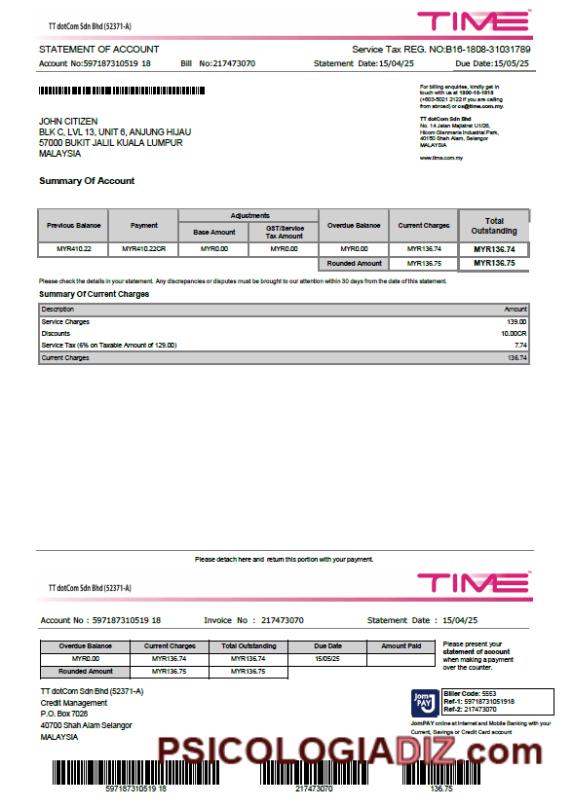 TT dotCom Sdn Bhd (52371-A)
TIME
STATEMENT OF ACCOUNT
Service Tax REG. NO:B16-1808-31031789
Account No:597187310519 18
Bill No:217473070
Statement Date:15/04/25
Due Date:15/05/25
For billing enquiries, kindly get in
touch with us at 1800-18-1818
(+603-5021 2122 if you are calling
from abroad) or cs@time.com.my.
JOHN CITIZEN
BLK C, LVL 13, UNIT 6, ANJUNG HIJAU
57000 BUKIT JALIL KUALA LUMPUR
MALAYSIA
TT dotCom Sdn Bhd
No. 14 Jalan Majistret U1/26,
Hicom Glenmarie Industrial Park,
40150 Shah Alam, Selangor
MALAYSIA
www.time.com.my
Summary Of Account
Previous Balance
Payment
Adjustments
Base Amount
GST/Service
Tax Amount
Overdue Balance
Current Charges
Total
Outstanding
MYR410.22
MYR410.22CR
MYR0.00
MYR0.00
MYR0.00
MYR136.74
MYR136.74
Rounded Amount
MYR136.75
MYR136.75
Please check the details in your statement. Any discrepancies or disputes must be brought to our attention within 30 days from the date of this statement.
Summary Of Current Charges
Description
Amount
Service Charges
139.00
Discounts
10.00CR
Service Tax (6% on Taxable Amount of 129.00)
7.74
Current Charges
136.74
Please detach here and return this portion with your payment.
TT dotCom Sdn Bhd (52371-A)
TIME
Account No : 597187310519 18
Invoice No : 217473070
Statement Date : 15/04/25
Overdue Balance
Current Charges
Total Outstanding
Due Date
Amount Paid
MYR0.00
MYR136.74
MYR136.74
15/05/25
Rounded Amount
MYR136.75
MYR136.75
Please present your
statement of account
when making a payment
over the counter.
TT dotCom Sdn Bhd (52371-A)
Credit Management
P.O. Box 7026
40700 Shah Alam Selangor
MALAYSIA
Jom
PAY
Biller Code: 5553
Ref-1: 59718731051918
Ref-2: 217473070
JomPAY online at Internet and Mobile Banking with your
Current, Savings or Credit Card account
PSICOLOGIADIZ.com
597187310519 18
217473070
136.75